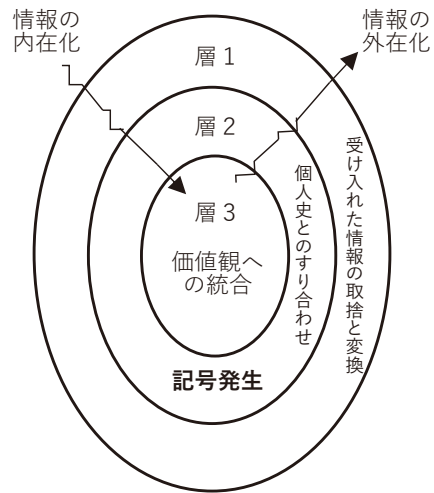 情報の
内在化
情報の
外在化
層1
層2
層3
価値観へ
の統合
記号発生
個人史とのすり合わせ
受け入れた情報の取捨と変換